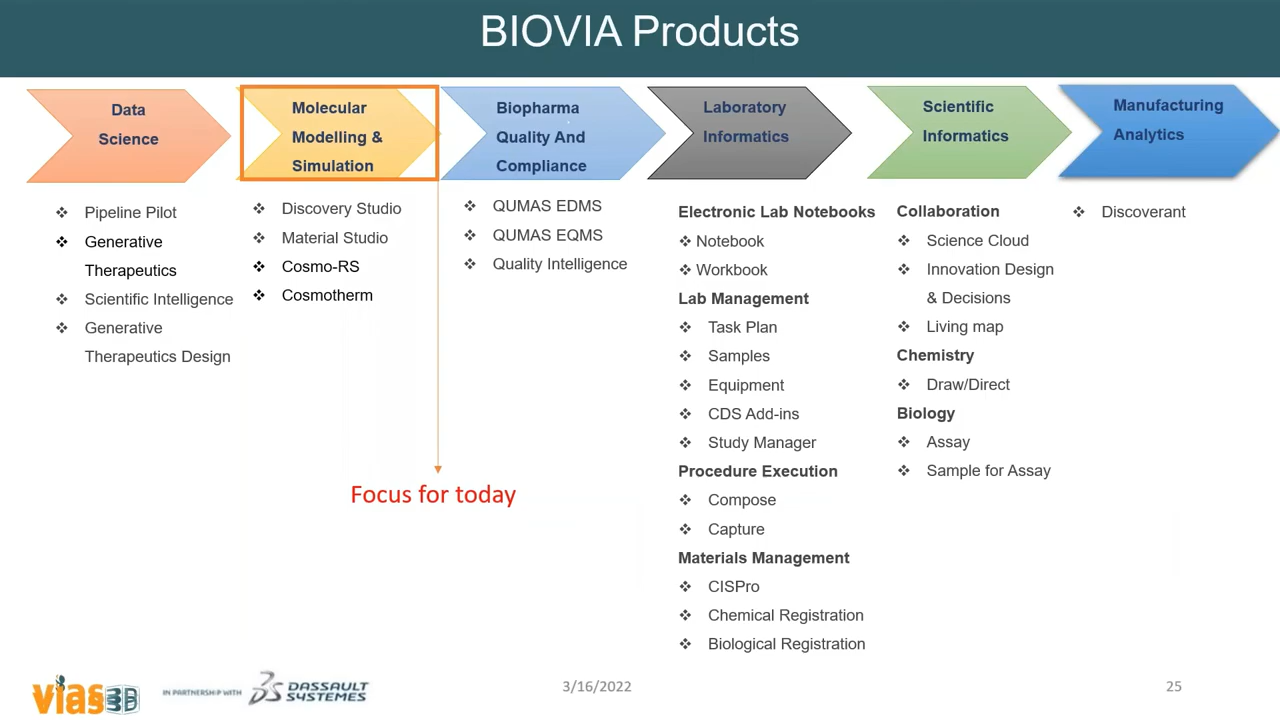 BIOVIA Products
Data
Science
Molecular
Modelling &
Simulation
Biopharma
Quality And
Compliance
Laboratory
Informatics
Scientific
Informatics
Manufacturing
Analytics
❖ Pipeline Pilot
❖ Generative
Therapeutics
❖ Scientific Intelligence
❖ Generative
Therapeutics Design
❖ Discovery Studio
❖ Material Studio
❖ Cosmo-RS
❖ Cosmotherm
❖ QUMAS EDMS
❖ QUMAS EQMS
❖ Quality Intelligence
Electronic Lab Notebooks
❖ Notebook
❖ Workbook
Lab Management
❖ Task Plan
❖ Samples
❖ Equipment
❖ CDS Add-ins
❖ Study Manager
Procedure Execution
❖ Compose
❖ Capture
Materials Management
❖ CISPro
❖ Chemical Registration
❖ Biological Registration
Collaboration
❖ Science Cloud
❖ Innovation Design
& Decisions
❖ Living map
Chemistry
❖ Draw/Direct
Biology
❖ Assay
❖ Sample for Assay
❖ Discoverant
Focus for today
vias3D
IN PARTNERSHIP WITH
DASSAULT
SYSTEMES
3/16/2022
25